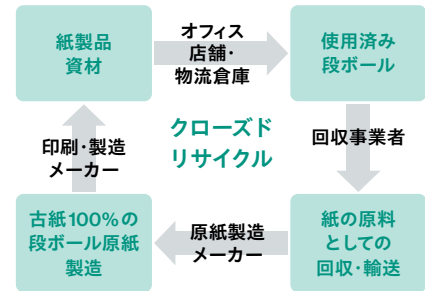 紙製品
資材
オフィス
店舗・
物流倉庫
使用済み
段ボール
クローズド
リサイクル
印刷・製造
メーカー
回収事業者
古紙100%の
段ボール原紙
製造
原紙製造
メーカー
紙の原料
としての
回収・輸送